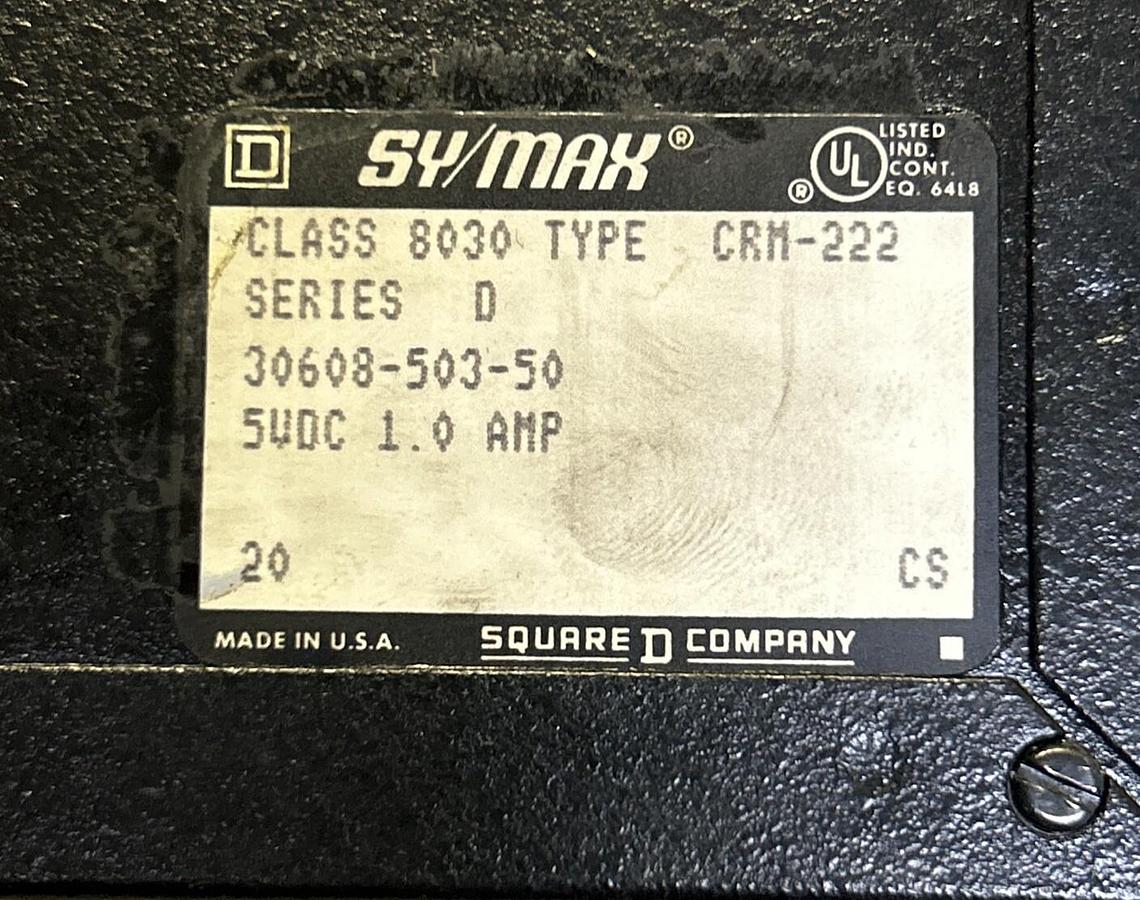 D SY/MAX® ® UL LISTED
IND.
CONT.
EQ. 64L8
CLASS 8030 TYPE CRM-222
SERIES D
30608-503-50
5VDC 1.0 AMP
20 CS
MADE IN U.S.A. SQUARE D COMPANY